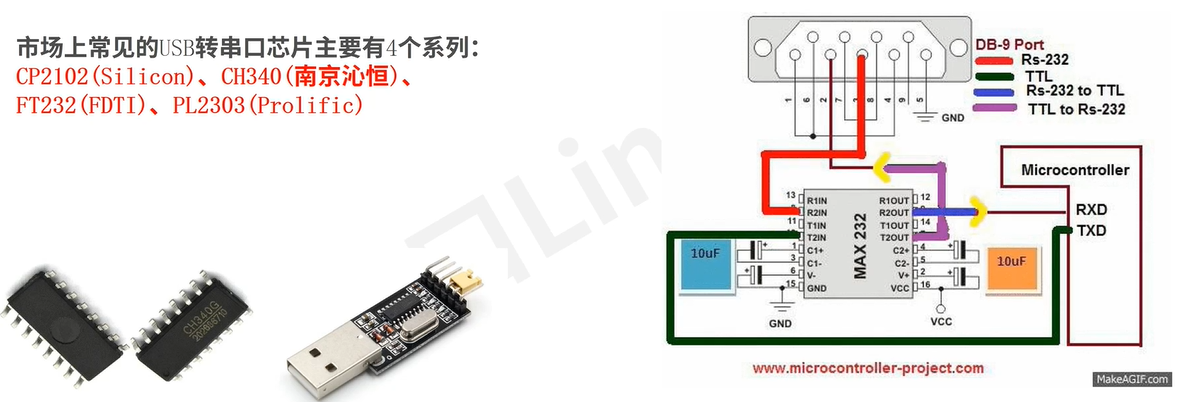 市场上常见的USB转串口芯片主要有4个系列:
CP2102(Silicon)、CH340(南京沁恒)、
FT232(FDTI)、PL2303(Prolific)
Lin
CH340G
DB-9 Port
Rs-232
TTL
Rs-232 to TTL
TTL to Rs-232
1
6
2
7
3
8
4
9
5
GND
Microcontroller
RXD
TXD
MAX 232
13
R1IN
R1OUT
12
R2IN
R2OUT
11
T1IN
T1OUT
14
T2IN
T2OUT
1
C1+
C2+
4
3
C1-
C2-
5
6
V-
V+
2
15
GND
VCC
16
10uF
10uF
GND
VCC
www.microcontroller-project.com
MakeAGIF.com